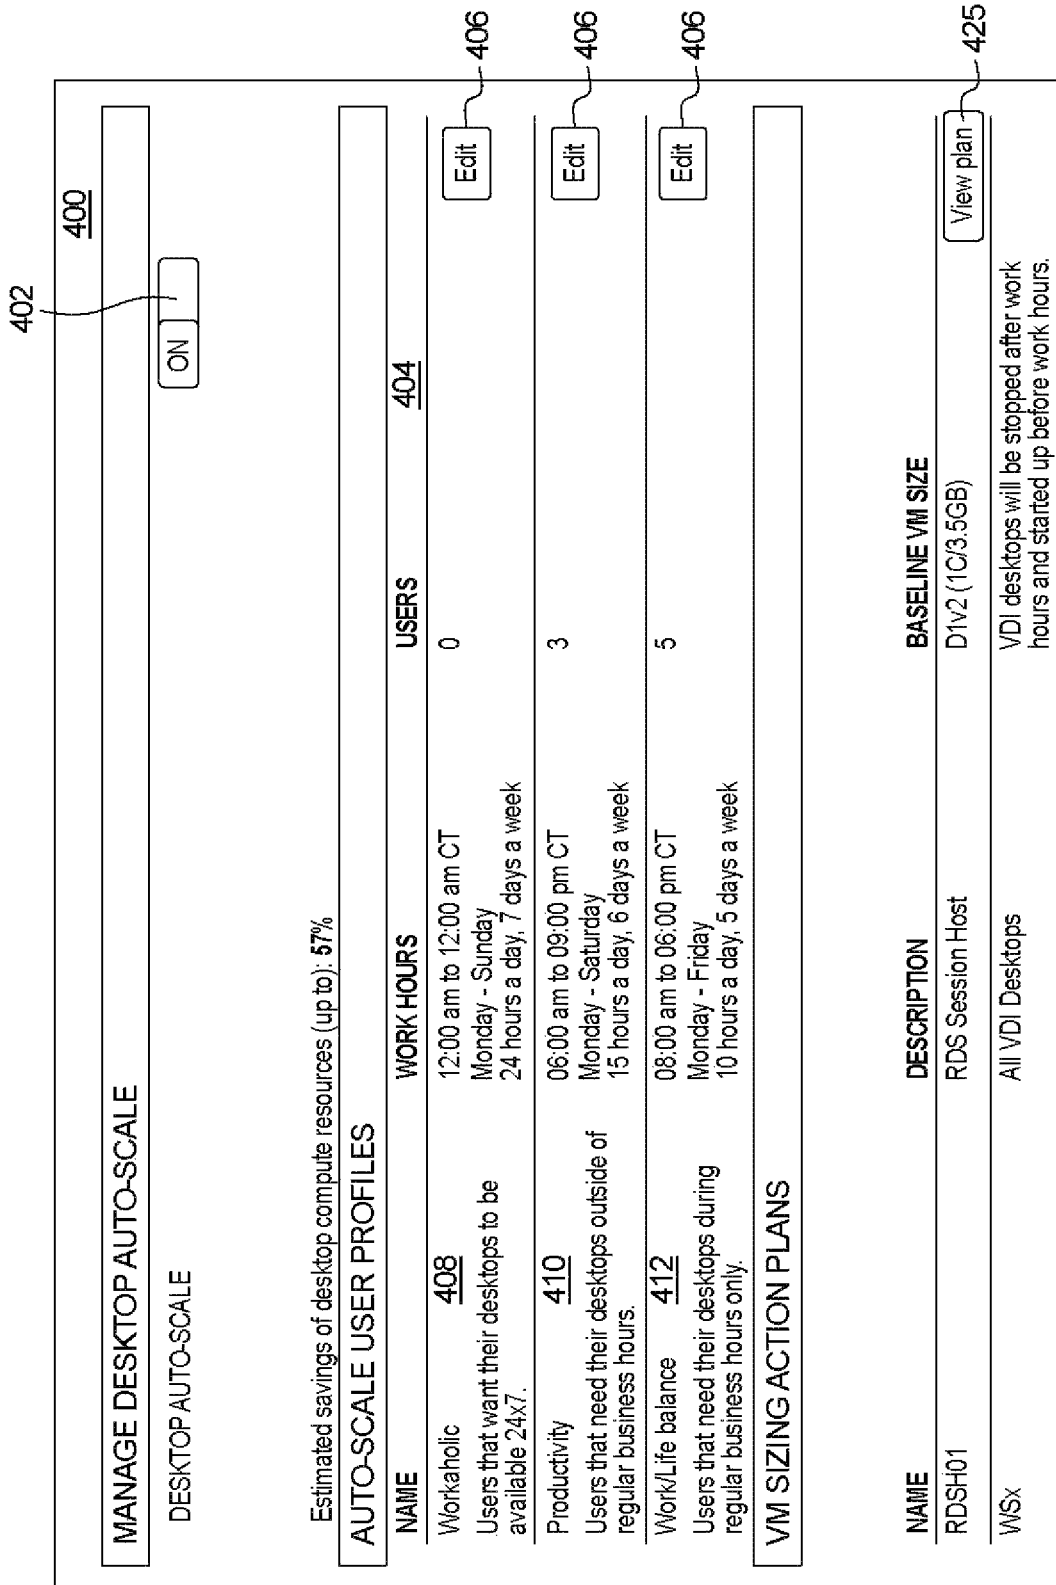 400
MANAGE DESKTOP AUTO-SCALE
402
DESKTOP AUTO-SCALE
ON
Estimated savings of desktop compute resources (up to): 57%
AUTO-SCALE USER PROFILES
NAME WORK HOURS USERS 404
Workaholic 408 12:00 am to 12:00 am CT 0 Edit 406
Users that want their desktops to be Monday - Sunday
available 24x7. 24 hours a day, 7 days a week
Productivity 410 06:00 am to 09:00 pm CT 3 Edit 406
Users that need their desktops outside of Monday - Saturday
regular business hours. 15 hours a day, 6 days a week
Work/Life balance 412 08:00 am to 06:00 pm CT 5 Edit 406
Users that need their desktops during Monday - Friday
regular business hours only. 10 hours a day, 5 days a week
VM SIZING ACTION PLANS
NAME DESCRIPTION BASELINE VM SIZE
RDSH01 RDS Session Host D1v2 (1C/3.5GB) View plan 425
WSx All VDI Desktops VDI desktops will be stopped after work
hours and started up before work hours.